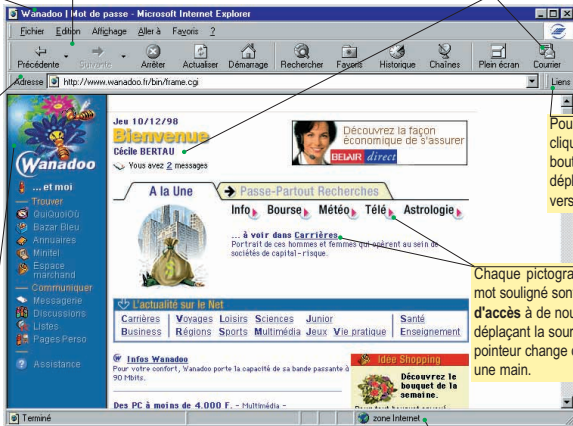 Wanadoo | Mot de passe - Microsoft Internet Explorer
Fichier Edition Affichage Aller à Favoris ?
Précédente Suivante Arrêter Actualiser Démarrage Rechercher Favoris Historique Chaînes Plein écran Courrier
Adresse http://www.wanadoo.fr/bin/frame.cgi Liens
Wanadoo
... et moi
Trouver
QuiQuoiOù
Bazar Bleu
Annuaires
Minitel
Espace
marchand
Communiquer
Messagerie
Discussions
Listes
Pages Perso
Assistance
Jeu 10/12/98
Bienvenue
Cécile BERTAU
Vous avez 2 messages
Découvrez la façon
économique de s'assurer
BELAIR direct
A la Une
Passe-Partout Recherches
Info Bourse Météo Télé Astrologie
... à voir dans Carrières
Portrait de ces hommes et femmes qui opèrent au sein de
sociétés de capital-risque.
L'actualité sur le Net
Carrières Voyages Loisirs Sciences Junior Santé
Business Régions Sports Multimédia Jeux Vie pratique Enseignement
Infos Wanadoo
Pour votre confort, Wanadoo porte la capacité de sa bande passante à
90 Mbits.
Des PC à moins de 4.000 F. - Multimédia -
Idée Shopping
Découvrez le
bouquet de la
semaine.
Terminé
zone Internet
Pou
clique
bout
dépl
vers
Chaque pictogra
mot souligné son
d'accès à de nou
déplaçant la sour
pointeur change
une main.